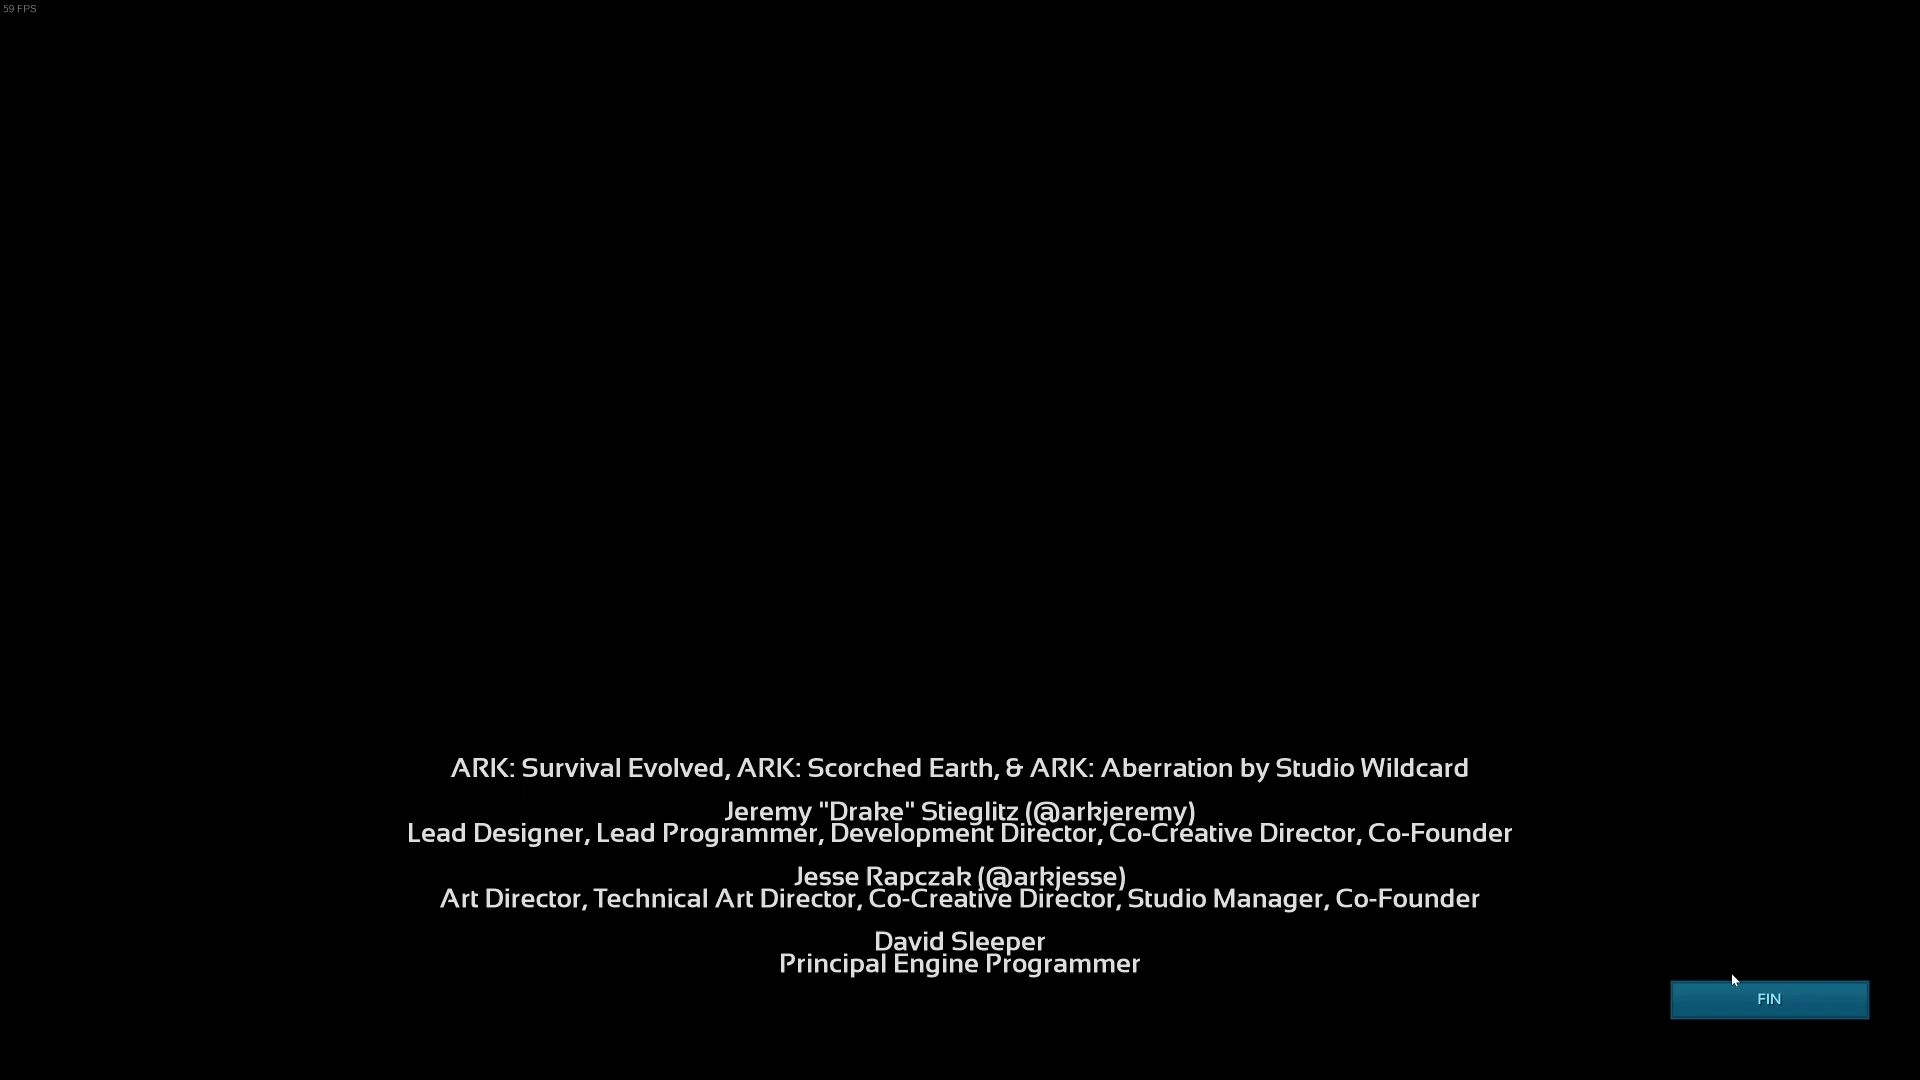 59 FPS
ARK: Survival Evolved, ARK: Scorched Earth, & ARK: Aberration by Studio Wildcard
Jeremy "Drake" Stieglitz (@arkjeremy)
Lead Designer, Lead Programmer, Development Director, Co-Creative Director, Co-Founder
Jesse Rapczak (@arkjesse)
Art Director, Technical Art Director, Co-Creative Director, Studio Manager, Co-Founder
David Sleeper
Principal Engine Programmer
FIN